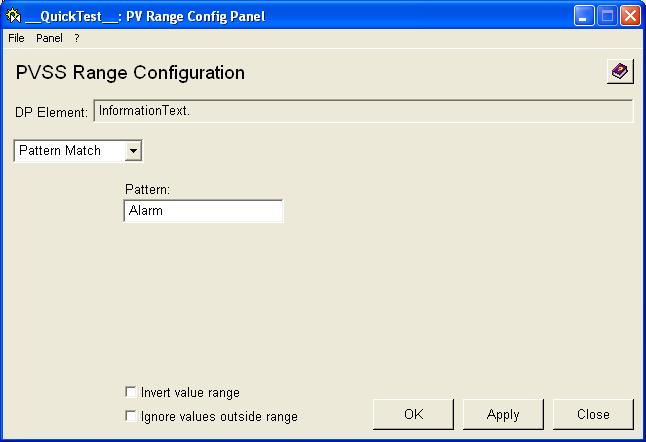 __QuickTest__: PV Range Config Panel
File Panel ?
PVSS Range Configuration
DP Element: InformationText.
Pattern Match
Pattern:
Alarm
Invert value range
Ignore values outside range
OK Apply Close